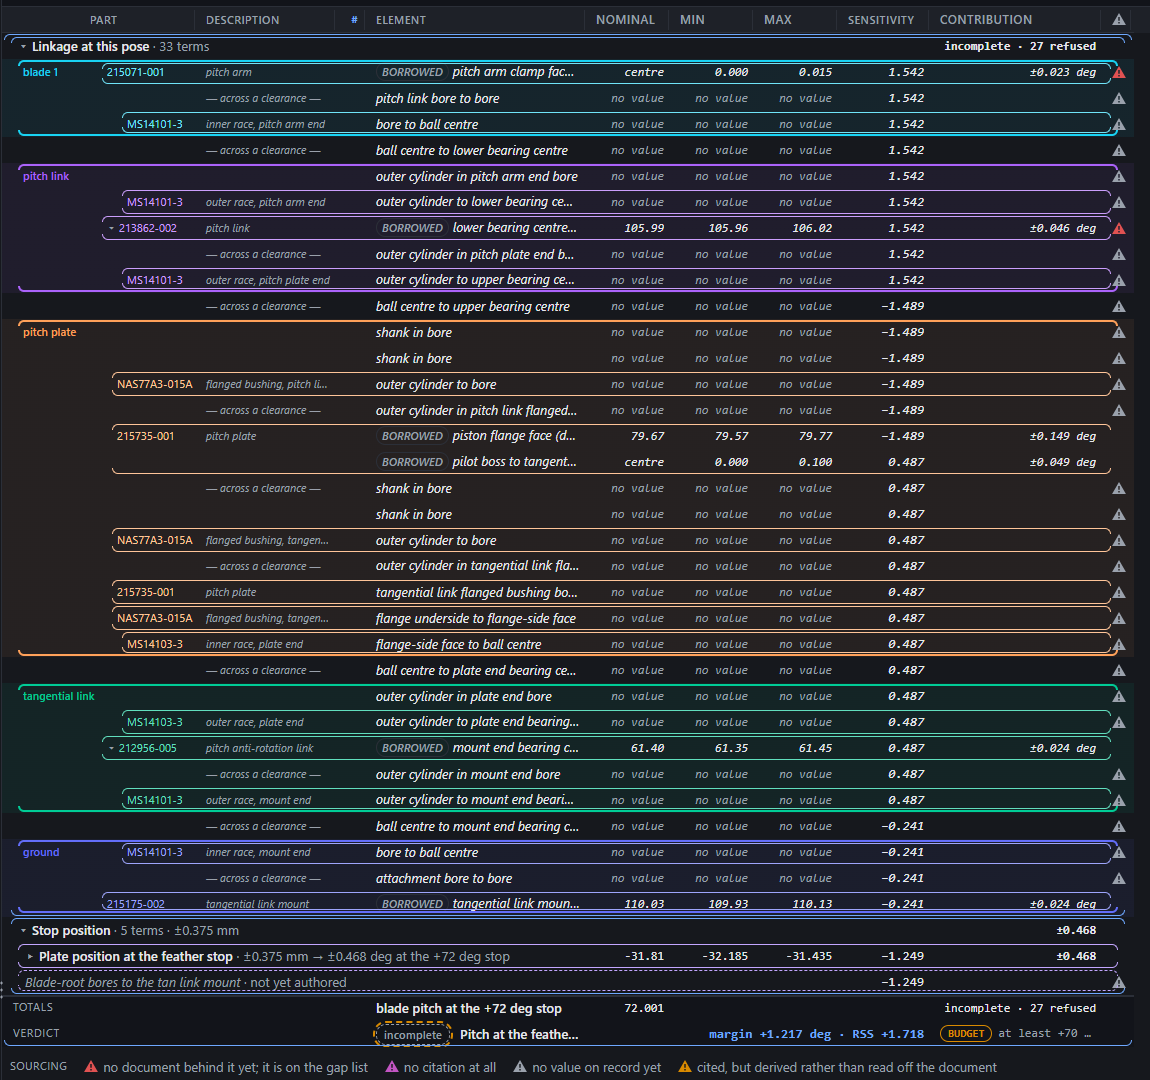 PART DESCRIPTION # ELEMENT NOMINAL MIN MAX SENSITIVITY CONTRIBUTION
Linkage at this pose · 33 terms incomplete · 27 refused
blade 1 215071-001 pitch arm BORROWED pitch arm clamp fac... centre 0.000 0.015 1.542 ±0.023 deg
— across a clearance — pitch link bore to bore no value no value no value 1.542
MS14101-3 inner race, pitch arm end bore to ball centre no value no value no value 1.542
— across a clearance — ball centre to lower bearing centre no value no value no value 1.542
pitch link outer cylinder in pitch arm end bore no value no value no value 1.542
MS14101-3 outer race, pitch arm end outer cylinder to lower bearing ce... no value no value no value 1.542
213862-002 pitch link BORROWED lower bearing centre... 105.99 105.96 106.02 1.542 ±0.046 deg
— across a clearance — outer cylinder in pitch plate end b... no value no value no value 1.542
MS14101-3 outer race, pitch plate end outer cylinder to upper bearing ce... no value no value no value 1.542
— across a clearance — ball centre to upper bearing centre no value no value no value −1.489
pitch plate shank in bore no value no value no value −1.489
shank in bore no value no value no value −1.489
NAS77A3-015A flanged bushing, pitch li... outer cylinder to bore no value no value no value −1.489
— across a clearance — outer cylinder in pitch link flanged... no value no value no value −1.489
215735-001 pitch plate BORROWED piston flange face (d... 79.67 79.57 79.77 −1.489 ±0.149 deg
BORROWED pilot boss to tangent... centre 0.000 0.100 0.487 ±0.049 deg
— across a clearance — shank in bore no value no value no value 0.487
shank in bore no value no value no value 0.487
NAS77A3-015A flanged bushing, tangen... outer cylinder to bore no value no value no value 0.487
— across a clearance — outer cylinder in tangential link fla... no value no value no value 0.487
215735-001 pitch plate tangential link flanged bushing bo... no value no value no value 0.487
NAS77A3-015A flanged bushing, tangen... flange underside to flange-side face no value no value no value 0.487
MS14103-3 inner race, plate end flange-side face to ball centre no value no value no value 0.487
— across a clearance — ball centre to plate end bearing ce... no value no value no value 0.487
tangential link outer cylinder in plate end bore no value no value no value 0.487
MS14103-3 outer race, plate end outer cylinder to plate end bearing... no value no value no value 0.487
212956-005 pitch anti-rotation link BORROWED mount end bearing c... 61.40 61.35 61.45 0.487 ±0.024 deg
— across a clearance — outer cylinder in mount end bore no value no value no value 0.487
MS14101-3 outer race, mount end outer cylinder to mount end beari... no value no value no value 0.487
— across a clearance — ball centre to mount end bearing c... no value no value no value −0.241
ground MS14101-3 inner race, mount end bore to ball centre no value no value no value −0.241
— across a clearance — attachment bore to bore no value no value no value −0.241
215175-002 tangential link mount BORROWED tangential link moun... 110.03 109.93 110.13 −0.241 ±0.024 deg
Stop position · 5 terms · ±0.375 mm ±0.468
Plate position at the feather stop · ±0.375 mm → ±0.468 deg at the +72 deg stop -31.81 -32.185 -31.435 −1.249 ±0.468
Blade-root bores to the tan link mount · not yet authored −1.249
TOTALS blade pitch at the +72 deg stop 72.001 incomplete · 27 refused
VERDICT incomplete Pitch at the feathe... margin +1.217 deg · RSS +1.718 BUDGET at least +70 …
SOURCING no document behind it yet; it is on the gap list no citation at all no value on record yet cited, but derived rather than read off the document